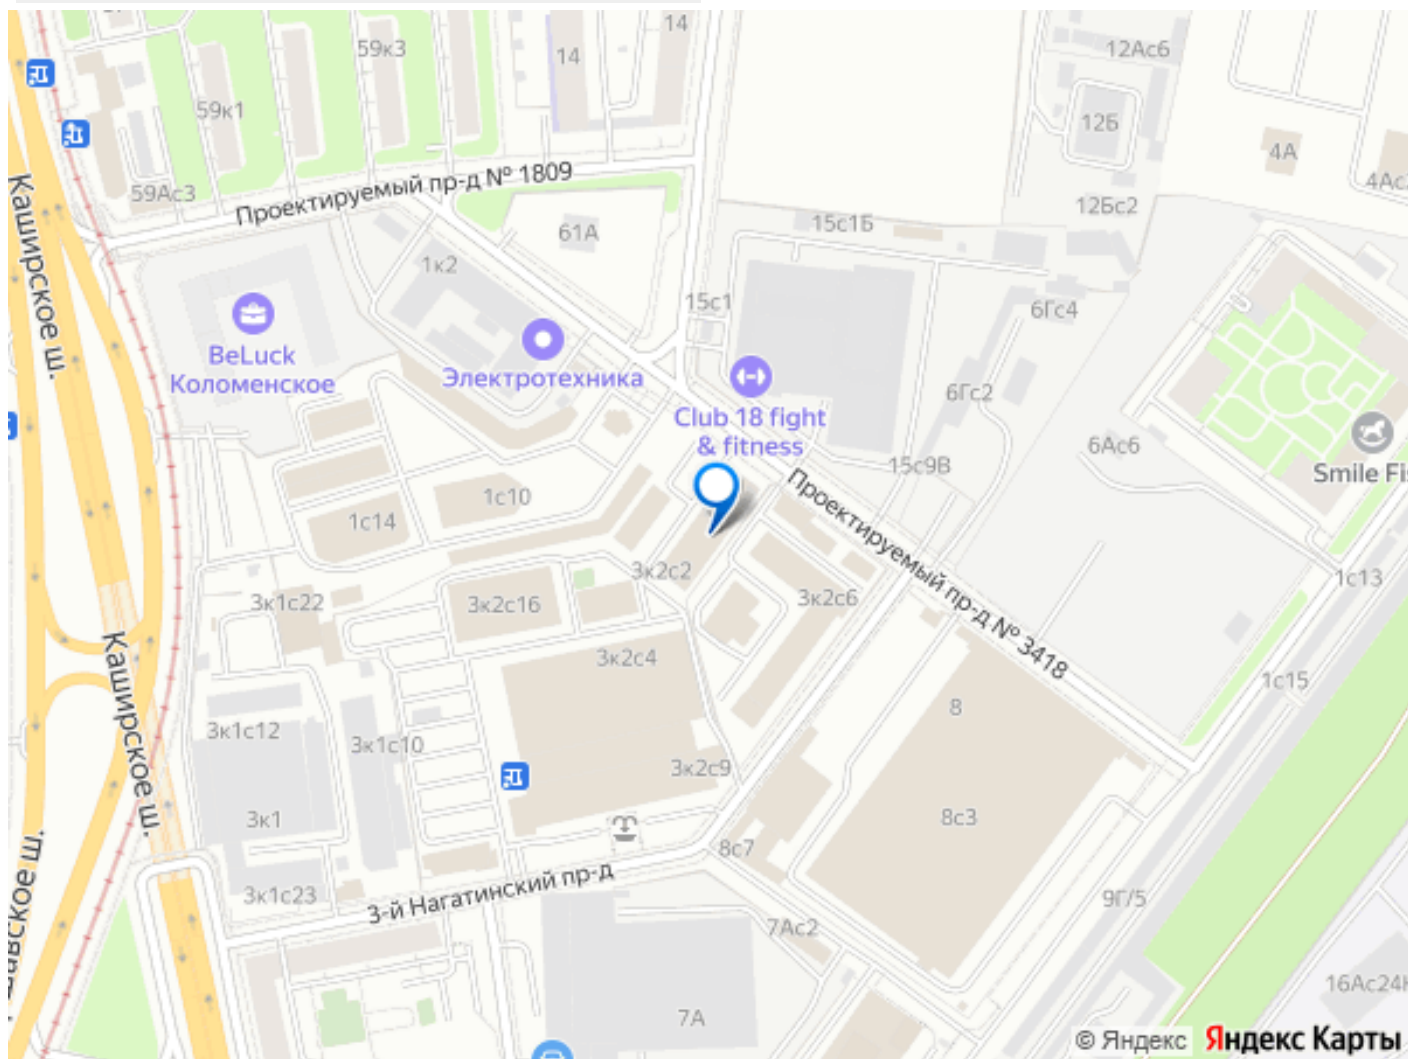 59к3
14
14
12Ас6
59к1
12Б
4А
59Ас3
Проектируемый пр-д № 1809
12Бс2
15с1Б
61А
1к2
Каширское ш.
15с1
6Гс4
BeLuck
Коломенское
Электротехника
Club 18 fight
& fitness
6Гс2
6Ас6
15с9В
Smile Fis
1с10
1с14
Проектируемый пр-д № 3418
3к2с2
1с13
3к1с22
3к2с16
3к2с6
3к2с4
Каширское ш.
1с15
8
3к1с12
3к1с10
3к2с9
3к1
8с3
8с7
3-й Нагатинский пр-д
3к1с23
9Г/5
7Ас2
авское ш.
16Ас24
7А
© Яндекс
Яндекс Карты